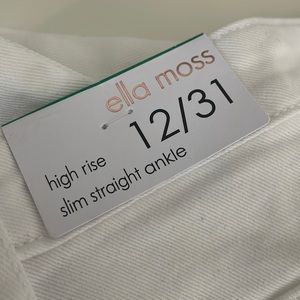 ella moss
12/31
high rise
slim straight ankle